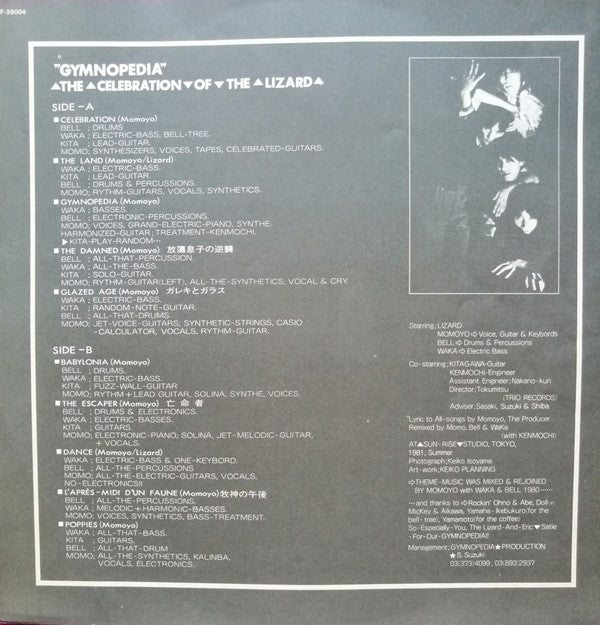 F-28004
"GYMNOPEDIA"
▲THE▲CELEBRATION▼OF▼THE▲LIZARD▲
SIDE-A
■CELEBRATION (Momoyo)
BELL ; DRUMS
WAKA ; ELECTRIC-BASS, BELL-TREE.
KITA ; LEAD-GUITAR.
MOMO; SYNTHESIZERS, VOICES, TAPES, CELEBRATED-GUITARS.
■THE LAND (Momoyo/Lizard)
WAKA ; ELECTRIC-BASS.
KITA ; LEAD-GUITAR.
BELL ; DRUMS & PERCUSSIONS.
MOMO; RYTHM-GUITARS, VOCALS, SYNTHETICS.
■GYMNOPEDIA (Momoyo)
WAKA ; BASSES.
BELL ; ELECTRONIC-PERCUSSIONS.
MOMO; VOICES, GRAND-ELECTRIC-PIANO, SYNTHE.
HARMONIZED-GUITAR ; TREATMENT-KENMOCHI.
▶KITA-PLAY-RANDOM---
■THE DAMNED (Momoyo) 放蕩息子の逆襲
BELL ; ALL-THAT-PERCUSSION.
WAKA ; ALL-THE-BASS.
KITA ; SOLO-GUITAR.
MOMO; RYTHM-GUITAR(LEFT), ALL-THE-SYNTHETICS, VOCAL & CRY.
■GLAZED AGE (Momoyo) ガレキとガラス
WAKA ; ELECTRIC-BASS.
KITA ; RANDOM-NOTE-GUITAR.
BELL ; ALL-THAT-DRUMS.
MOMO; JET-VOICE-GUITARS, SYNTHETIC-STRINGS, CASIO
-CALCULATOR, VOCALS, RYTHM-GUITAR.
SIDE-B
■BABYLONIA (Momoyo)
BELL ; DRUMS.
WAKA; ELECTRIC-BASS.
KITA ; FUZZ-WALL-GUITAR
MOMO; RYTHM+LEAD GUITAR, SOLINA, SYNTHE, VOICES.
■THE ESCAPER (Momoyo) 亡命者
BELL ; DRUMS & ELECTRONICS.
WAKA; ELECTRIC-BASSES.
KITA ; GUITARS.
MOMO; ELECTRONIC-PIANO, SOLINA, JET-MELODIC-GUITAR,
+VOCALS.
■DANCE (Momoyo/Lizard)
WAKA; ELECTRIC-BASS & ONE-KEYBORD.
BELL ; ALL-THE-PERCUSSIONS
MOMO; ALL-THE-ELECTRIC-GUITARS, VOCALS.
NO-ELECTRONICS!!
■L'APRÈS-MIDI D'UN FAUNE (Momoyo) 牧神の午後
BELL ; ALL-THE-PERCUSSIONS.
WAKA; MELODIC+HARMONIC-BASSES.
MOMO; VOICES, SYNTHETICS, BASS-TREATMENT.
■POPPIES (Momoyo)
WAKA; ALL-THAT-BASS.
KITA ; GUITARS.
BELL ; ALL-THAT-DRUM
MOMO; ALL-THE-SYNTHETICS, KALINBA,
VOCALS, ELECTRONICS.
Starring;LIZARD
MOMOYO⇨Voice, Guitar & Keybords
BELL⇨Drums & Percussions
WAKA⇨Electric Bass
Co-starring;KITAGAWA-Guitar
KENMOCHI-Engineer
Assistant Engineer;Nakano-kun
Director;Tokumitsu
(TRIO RECORDS)
Adviser;Sasaki, Suzuki & Shiba
"Lyric to All-songs by Momoyo, The Producer
Remixed by Momo, Bell & WaKa
(with KENMOCHI)
AT▲SUN-RISE▼STUDIO, TOKYO,
1981, Summer
Photograph;Keiko Isoyama
Art-work;KEIKO PLANNING
⇨THEME-MUSIC WAS MIXED & REJOINED
BY MOMOYO with WAKA & BELL 1980------
---and thanks to⇨Rockin' Ohno & Abe, Doll
MicKey & Aikawa, Yamaha-Ikebukuro(for the
bell-tree), Yamamoto(for the coffee)
So-Especially-You, The Lizard-And-Eric▼Satie
-For-Our-GYMNOPEDIA!!
Management;GYMNOPEDIA★PRODUCTION
★S. Suzuki
03(373)4099, 03(893)2937